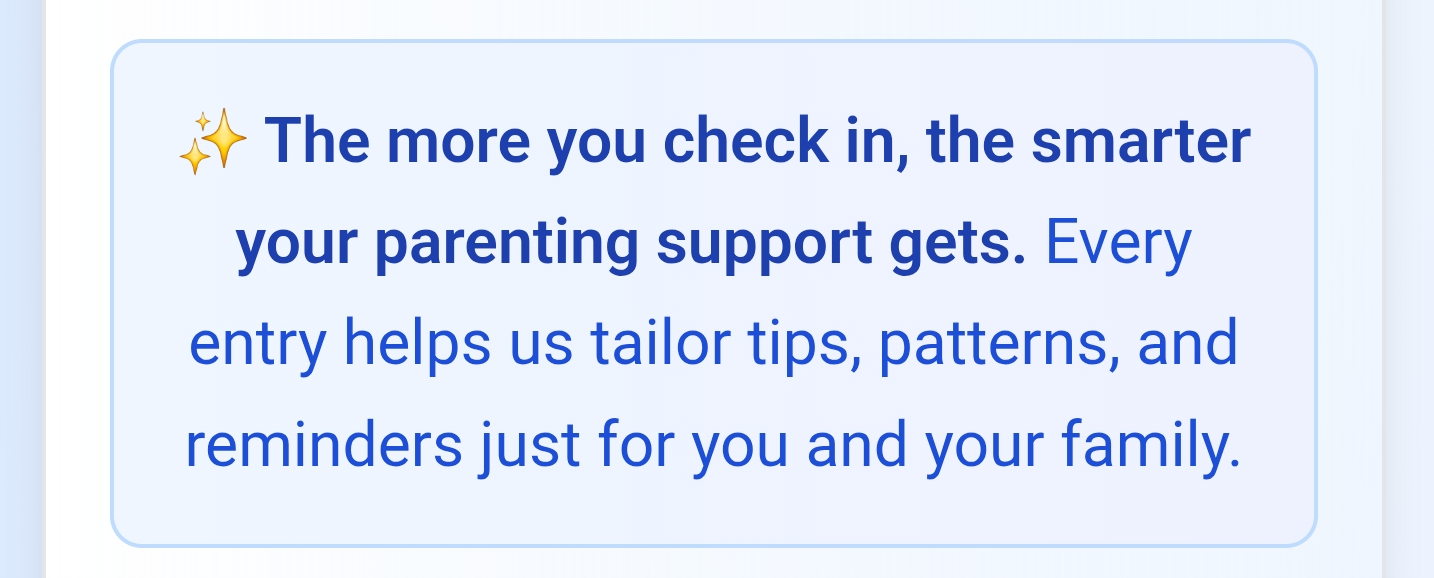 ✨ The more you check in, the smarter
your parenting support gets. Every
entry helps us tailor tips, patterns, and
reminders just for you and your family.